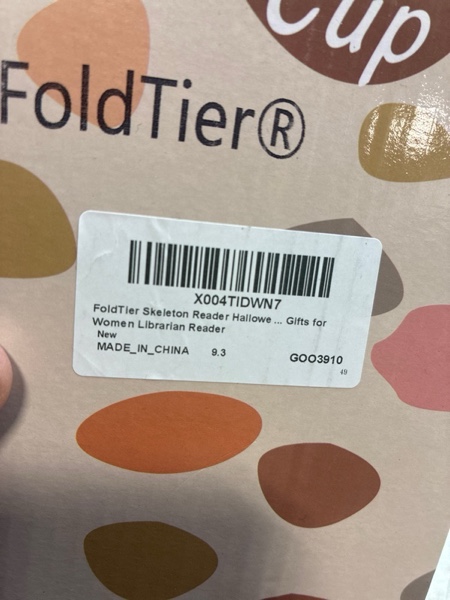 Cup
FoldTier®
X004TIDWN7
FoldTier Skeleton Reader Hallowe ... Gifts for
Women Librarian Reader
New
MADE_IN_CHINA 9.3 GOO3910
49